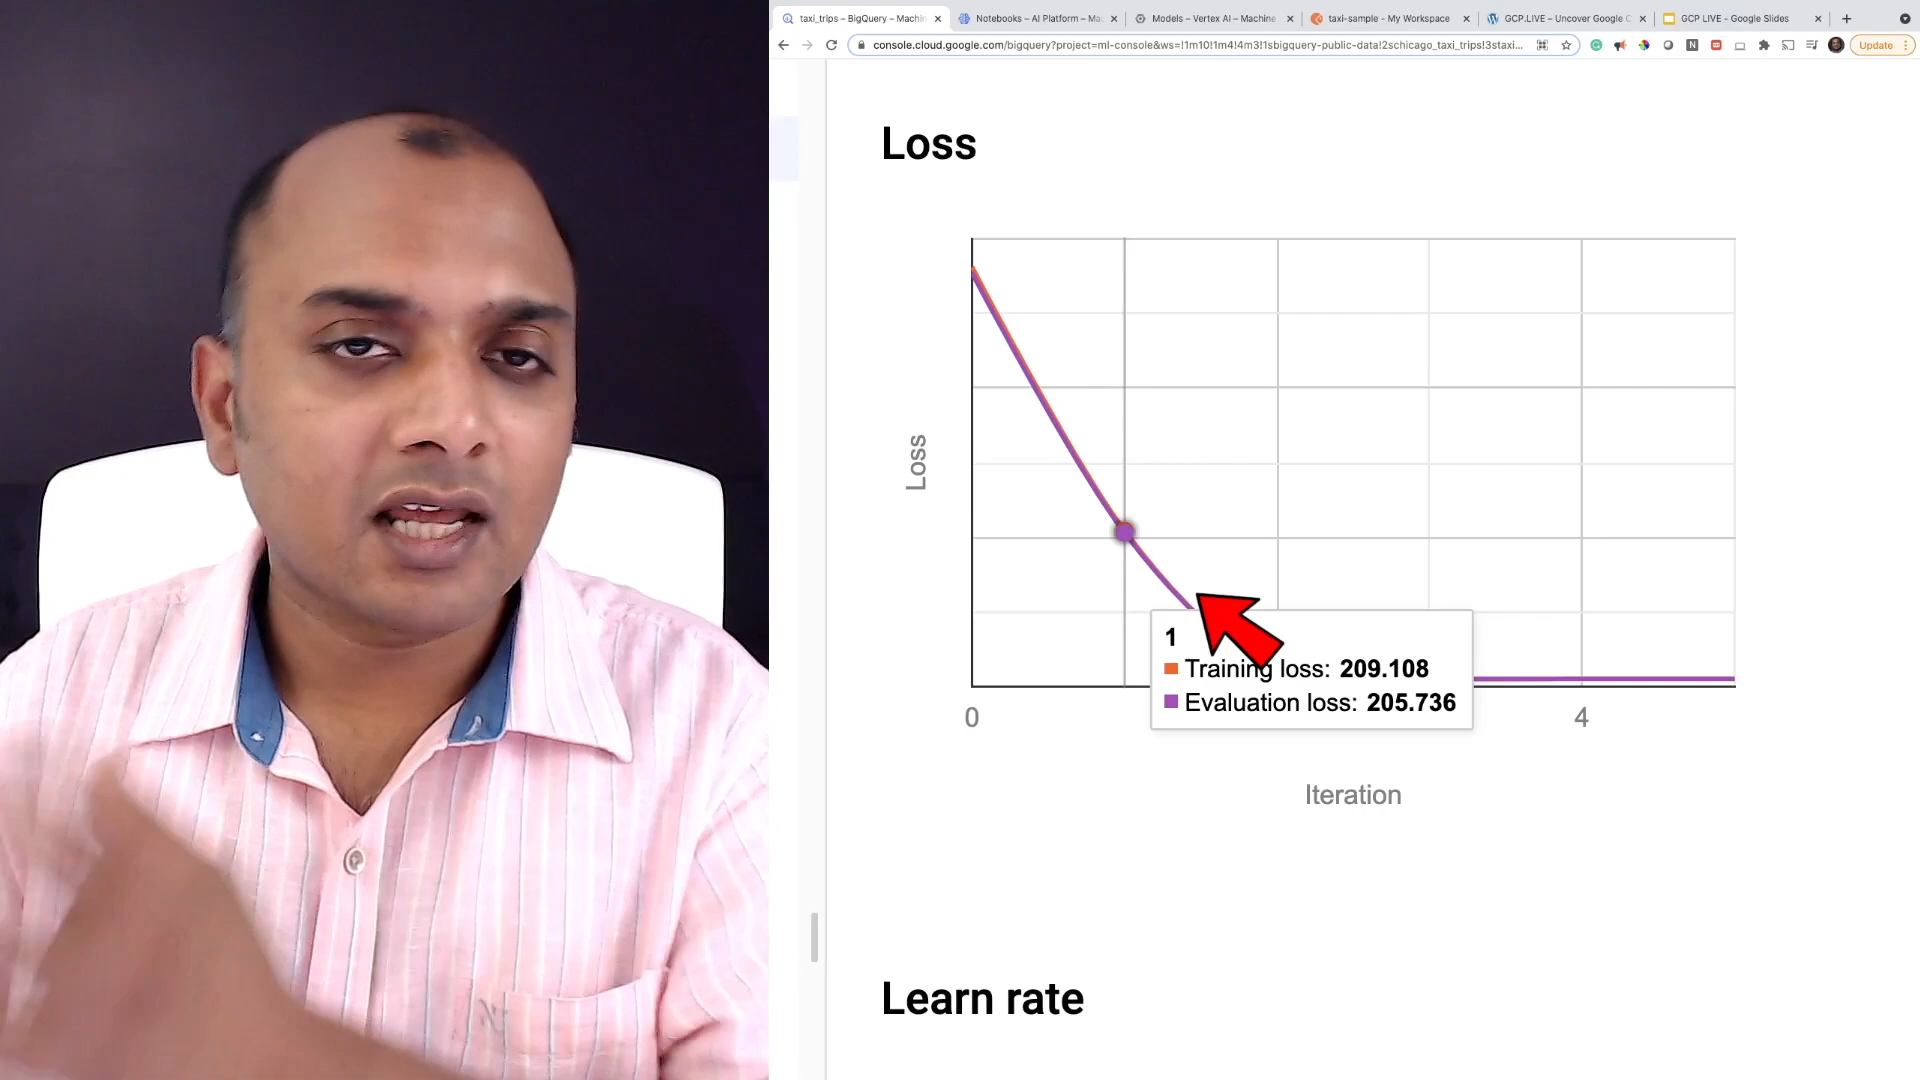 taxi_trips – BigQuery – Machin
Notebooks – AI Platform – Ma
Models – Vertex AI – Machine
taxi-sample - My Workspace
GCP.LIVE – Uncover Google C
GCP LIVE - Google Slides
console.cloud.google.com/bigquery?project=ml-console&ws=!1m10!1m4!4m3!1sbigquery-public-data!2schicago_taxi_trips!3staxi...
Update
Loss
Loss
1
Training loss: 209.108
Evaluation loss: 205.736
0
4
Iteration
Learn rate